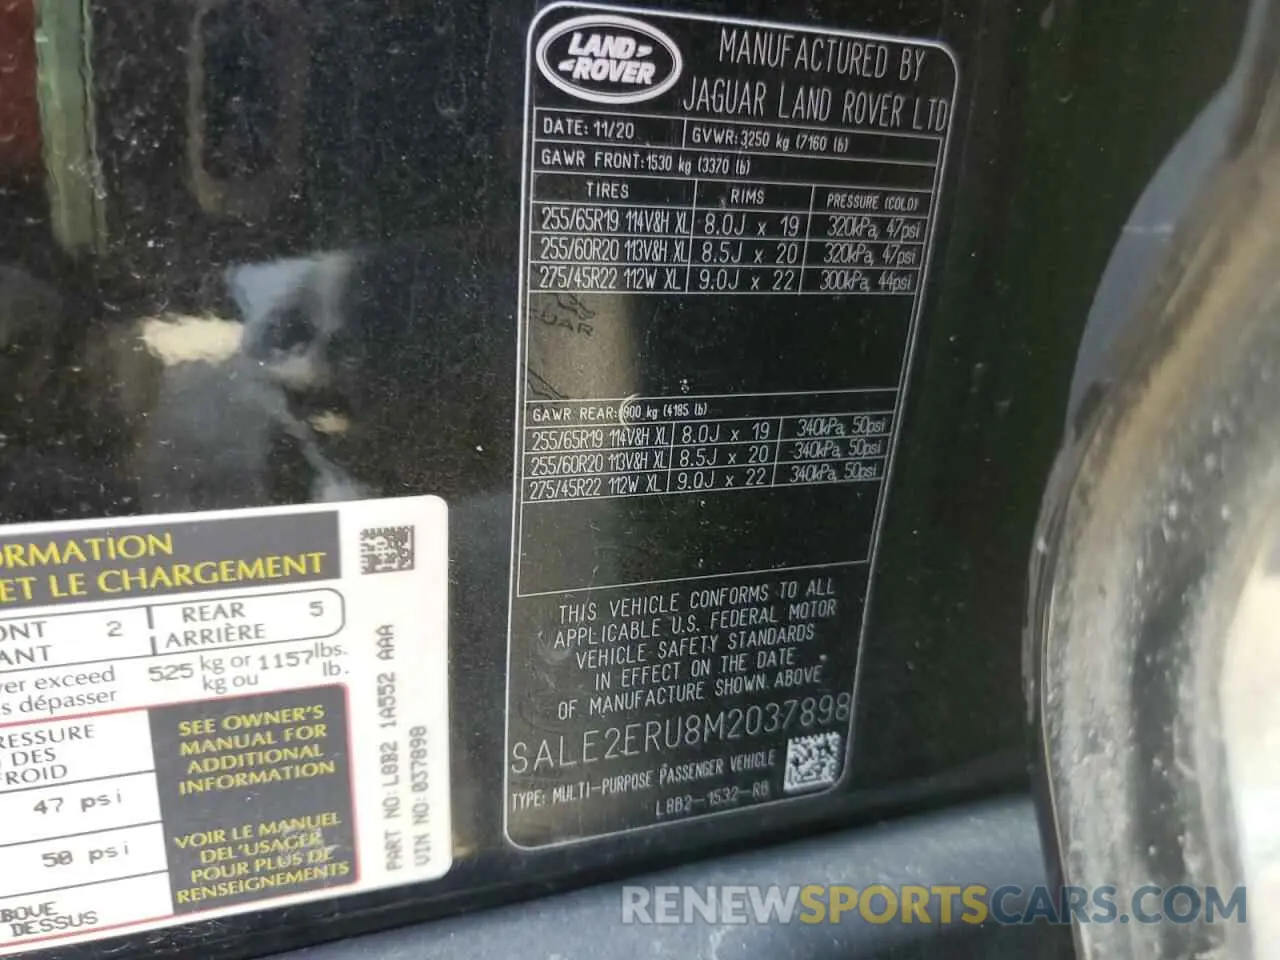 LAND ROVER
MANUFACTURED BY
JAGUAR LAND ROVER LTD
DATE: 11/20 GVWR: 3250 kg (7160 lb)
GAWR FRONT: 1530 kg (3370 lb)
TIRES RIMS PRESSURE (COLD)
255/65R19 114V&H XL 8.0J x 19 320kPa, 47psi
255/60R20 113V&H XL 8.5J x 20 320kPa, 47psi
275/45R22 112W XL 9.0J x 22 300kPa, 44psi
GAWR REAR: 900 kg (4185 lb)
255/65R19 114V&H XL 8.0J x 19 340kPa, 50psi
255/60R20 113V&H XL 8.5J x 20 340kPa, 50psi
275/45R22 112W XL 9.0J x 22 340kPa, 50psi
THIS VEHICLE CONFORMS TO ALL
APPLICABLE U.S. FEDERAL MOTOR
VEHICLE SAFETY STANDARDS
IN EFFECT ON THE DATE
OF MANUFACTURE SHOWN ABOVE
SALE2ERU8M2037898
TYPE: MULTI-PURPOSE PASSENGER VEHICLE
L8B2-1532-RB
ORMATION
ET LE CHARGEMENT
ONT 2 REAR 5
ANT ARRIÈRE
ver exceed 525 kg or 1157 lbs.
s dépasser kg ou lb.
RESSURE
DES
FROID
47 psi
50 psi
ABOVE
DESSUS
SEE OWNER'S
MANUAL FOR
ADDITIONAL
INFORMATION
VOIR LE MANUEL
DEL'USAGER
POUR PLUS DE
RENSEIGNEMENTS
PART NO: L8B2 1A552 AAA
VIN NO: 037898
RENEWSPORTSCARS.COM